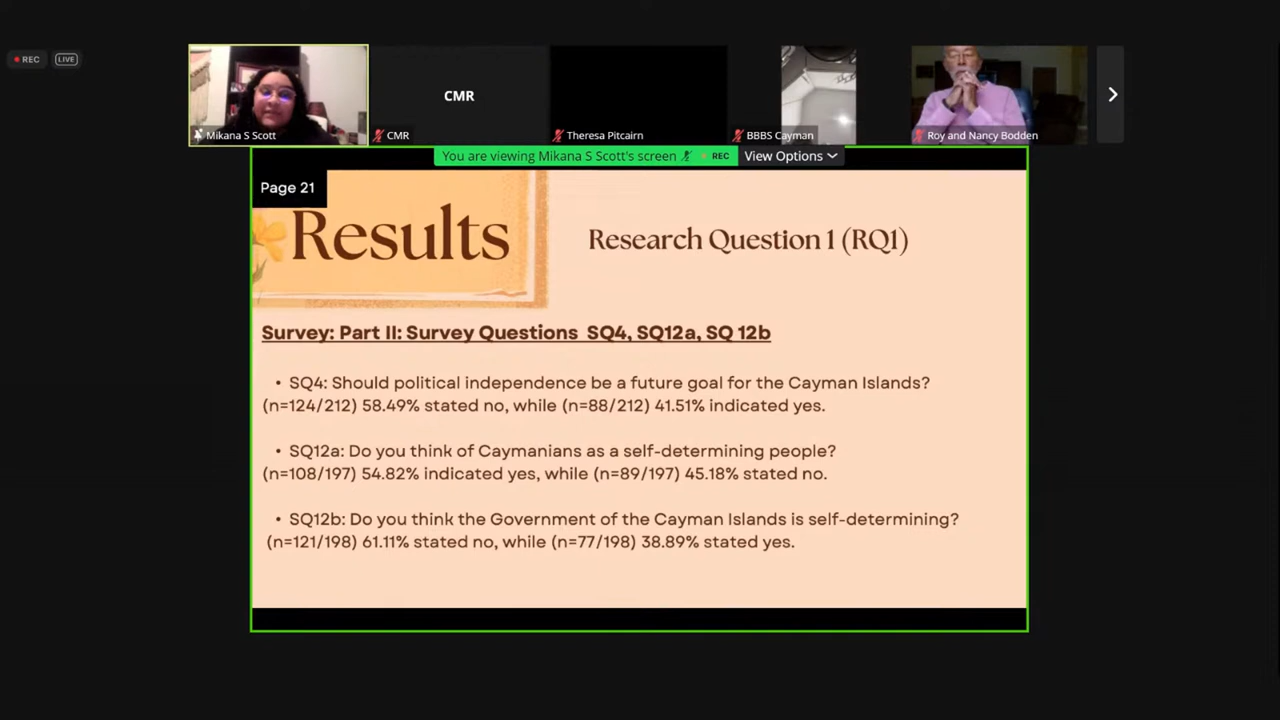 REC
LIVE
CMR
Mikana S Scott
CMR
Theresa Pitcairn
BBBS Cayman
Roy and Nancy Bodden
You are viewing Mikana S Scott's screen
REC
View Options
Page 21
Results
Research Question 1 (RQ1)
Survey: Part II: Survey Questions SQ4, SQ12a, SQ 12b
• SQ4: Should political independence be a future goal for the Cayman Islands?
(n=124/212) 58.49% stated no, while (n=88/212) 41.51% indicated yes.
• SQ12a: Do you think of Caymanians as a self-determining people?
(n=108/197) 54.82% indicated yes, while (n=89/197) 45.18% stated no.
• SQ12b: Do you think the Government of the Cayman Islands is self-determining?
(n=121/198) 61.11% stated no, while (n=77/198) 38.89% stated yes.